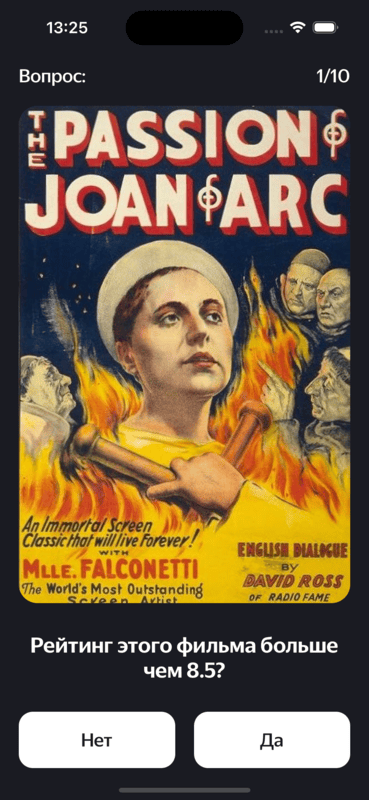 13:25
Вопрос:
1/10
THE PASSION of
JOAN of ARC
An Immortal Screen
Classic that will live Forever!
WITH
MLLE. FALCONETTI
The World's Most Outstanding
Screen Artist
ENGLISH DIALOGUE
BY
DAVID ROSS
OF RADIO FAME
Рейтинг этого фильма больше
чем 8.5?
Нет
Да